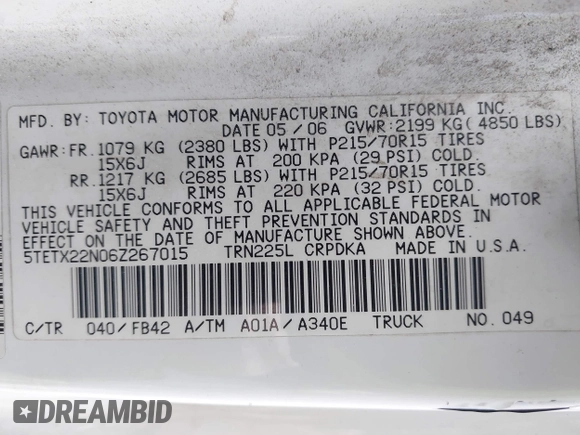 MFD. BY: TOYOTA MOTOR MANUFACTURING CALIFORNIA INC.
DATE 05/06 GVWR: 2199 KG( 4850 LBS)
GAWR: FR. 1079 KG (2380 LBS) WITH P215/70R15 TIRES
15X6J RIMS AT 200 KPA (29 PSI) COLD.
RR. 1217 KG (2685 LBS) WITH P215/70R15 TIRES
15X6J RIMS AT 220 KPA (32 PSI) COLD.
THIS VEHICLE CONFORMS TO ALL APPLICABLE FEDERAL MOTOR
VEHICLE SAFETY AND THEFT PREVENTION STANDARDS IN
EFFECT ON THE DATE OF MANUFACTURE SHOWN ABOVE.
5TETX22N06Z267015 TRN225L CRPDKA MADE IN U.S.A.
C/TR 040/FB42 A/TM A01A/A340E TRUCK NO. 049
DREAMBID